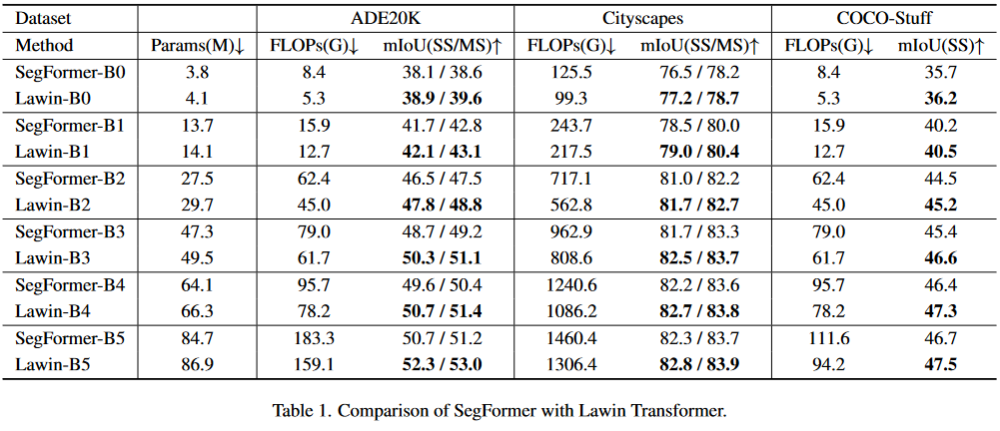 Dataset ADE20K Cityscapes COCO-Stuff
Method Params(M)↓ FLOPs(G)↓ mIoU(SS/MS)↑ FLOPs(G)↓ mIoU(SS/MS)↑ FLOPs(G)↓ mIoU(SS)↑
SegFormer-B0 3.8 8.4 38.1 / 38.6 125.5 76.5 / 78.2 8.4 35.7
Lawin-B0 4.1 5.3 38.9 / 39.6 99.3 77.2 / 78.7 5.3 36.2
SegFormer-B1 13.7 15.9 41.7 / 42.8 243.7 78.5 / 80.0 15.9 40.2
Lawin-B1 14.1 12.7 42.1 / 43.1 217.5 79.0 / 80.4 12.7 40.5
SegFormer-B2 27.5 62.4 46.5 / 47.5 717.1 81.0 / 82.2 62.4 44.5
Lawin-B2 29.7 45.0 47.8 / 48.8 562.8 81.7 / 82.7 45.0 45.2
SegFormer-B3 47.3 79.0 48.7 / 49.2 962.9 81.7 / 83.3 79.0 45.4
Lawin-B3 49.5 61.7 50.3 / 51.1 808.6 82.5 / 83.7 61.7 46.6
SegFormer-B4 64.1 95.7 49.6 / 50.4 1240.6 82.2 / 83.6 95.7 46.4
Lawin-B4 66.3 78.2 50.7 / 51.4 1086.2 82.7 / 83.8 78.2 47.3
SegFormer-B5 84.7 183.3 50.7 / 51.2 1460.4 82.3 / 83.7 111.6 46.7
Lawin-B5 86.9 159.1 52.3 / 53.0 1306.4 82.8 / 83.9 94.2 47.5
Table 1. Comparison of SegFormer with Lawin Transformer.